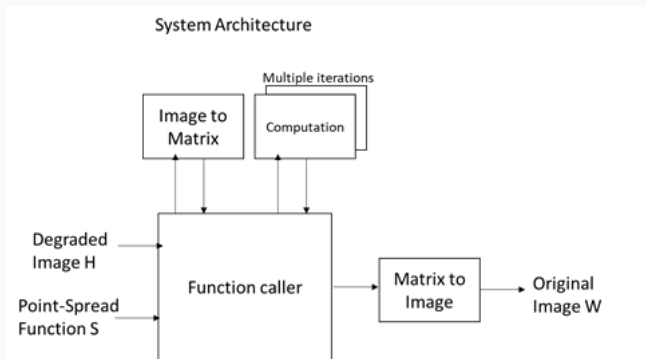 System Architecture
Multiple iterations
Image to
Matrix
Computation
Degraded
Image H
Function caller
Matrix to
Image
Original
Image W
Point-Spread
Function S